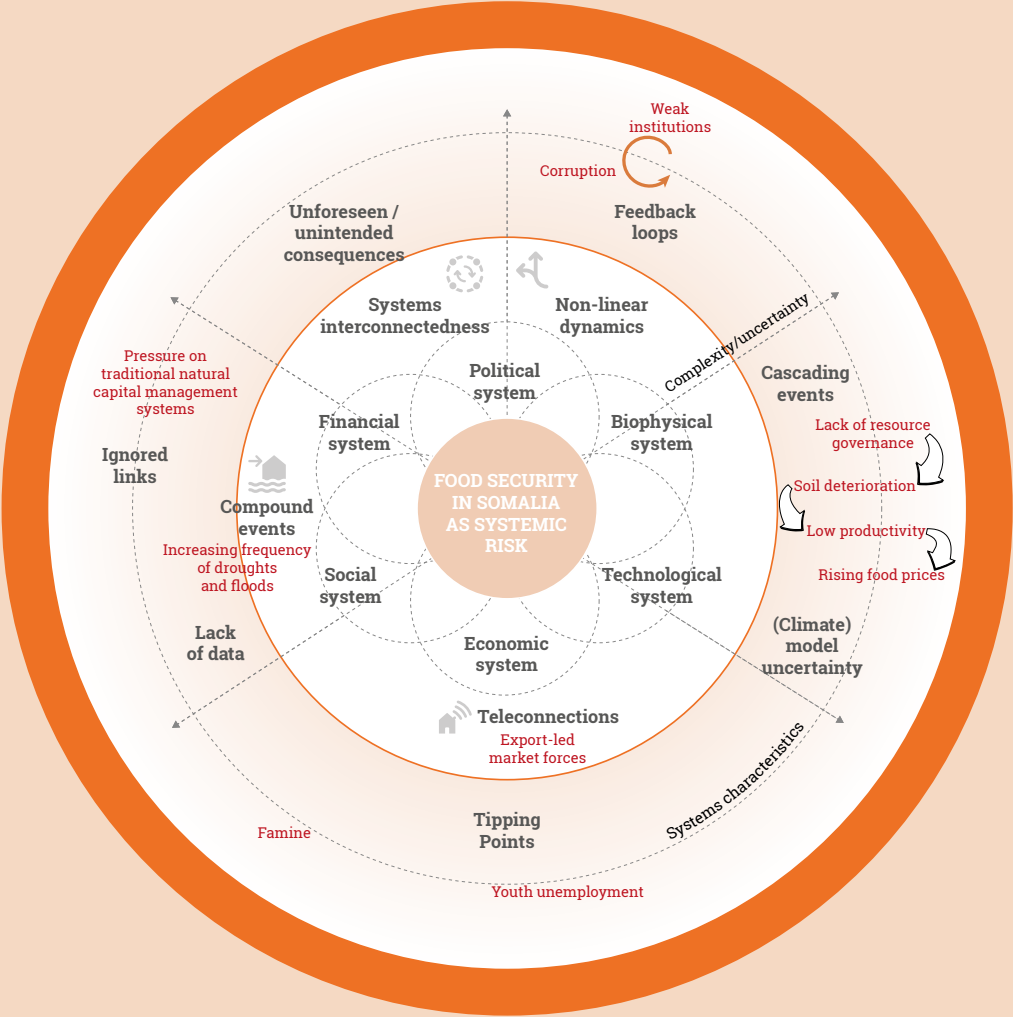 Weak
institutions
Corruption
Feedback
loops
Unforeseen /
unintended
consequences
Systems
interconnectedness
Non-linear
dynamics
Complexity/uncertainty
Cascading
events
Pressure on
traditional natural
capital management
systems
Political
system
Financial
system
Biophysical
system
Lack of resource
governance
Soil deterioration
Low productivity
Rising food prices
Ignored
links
Compound
events
Increasing frequency
of droughts
and floods
FOOD SECURITY
IN SOMALIA
AS SYSTEMIC
RISK
Social
system
Technological
system
Economic
system
Lack
of data
(Climate)
model
uncertainty
Teleconnections
Export-led
market forces
Systems characteristics
Tipping
Points
Famine
Youth unemployment